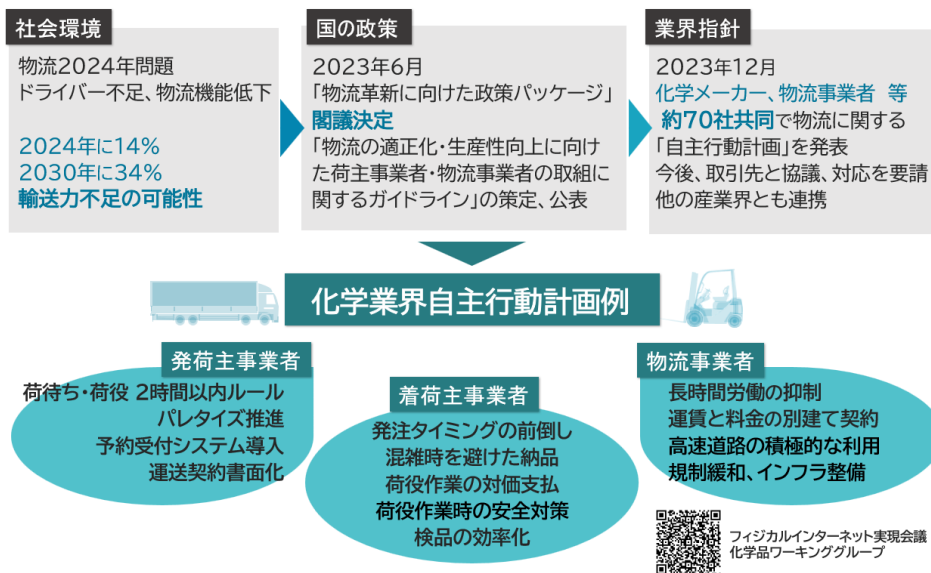 社会環境
物流2024年問題
ドライバー不足、物流機能低下
2024年に14%
2030年に34%
輸送力不足の可能性
国の政策
2023年6月
「物流革新に向けた政策パッケージ」
閣議決定
「物流の適正化・生産性向上に向け
た荷主事業者・物流事業者の取組に
関するガイドライン」の策定、公表
業界指針
2023年12月
化学メーカー、物流事業者 等
約70社共同で物流に関する
「自主行動計画」を発表
今後、取引先と協議、対応を要請
他の産業界とも連携
化学業界自主行動計画例
発荷主事業者
荷待ち・荷役 2時間以内ルール
パレタイズ推進
予約受付システム導入
運送契約書面化
着荷主事業者
発注タイミングの前倒し
混雑時を避けた納品
荷役作業の対価支払
荷役作業時の安全対策
検品の効率化
物流事業者
長時間労働の抑制
運賃と料金の別建て契約
高速道路の積極的な利用
規制緩和、インフラ整備
フィジカルインターネット実現会議
化学品ワーキンググループ